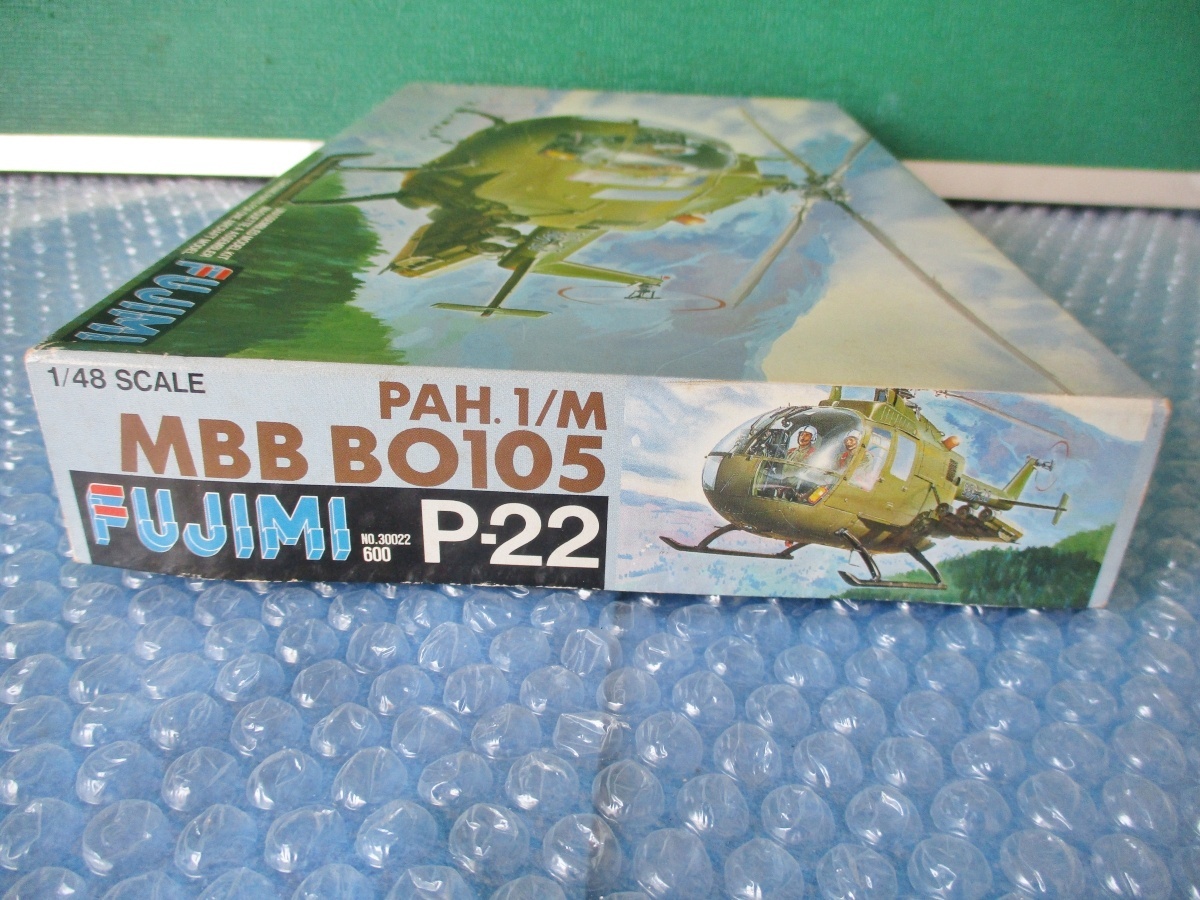 FUJIMI
1/48 SCALE
PAH. 1/M
MBB BO105
FUJIMI
NO.30022
600
P-22